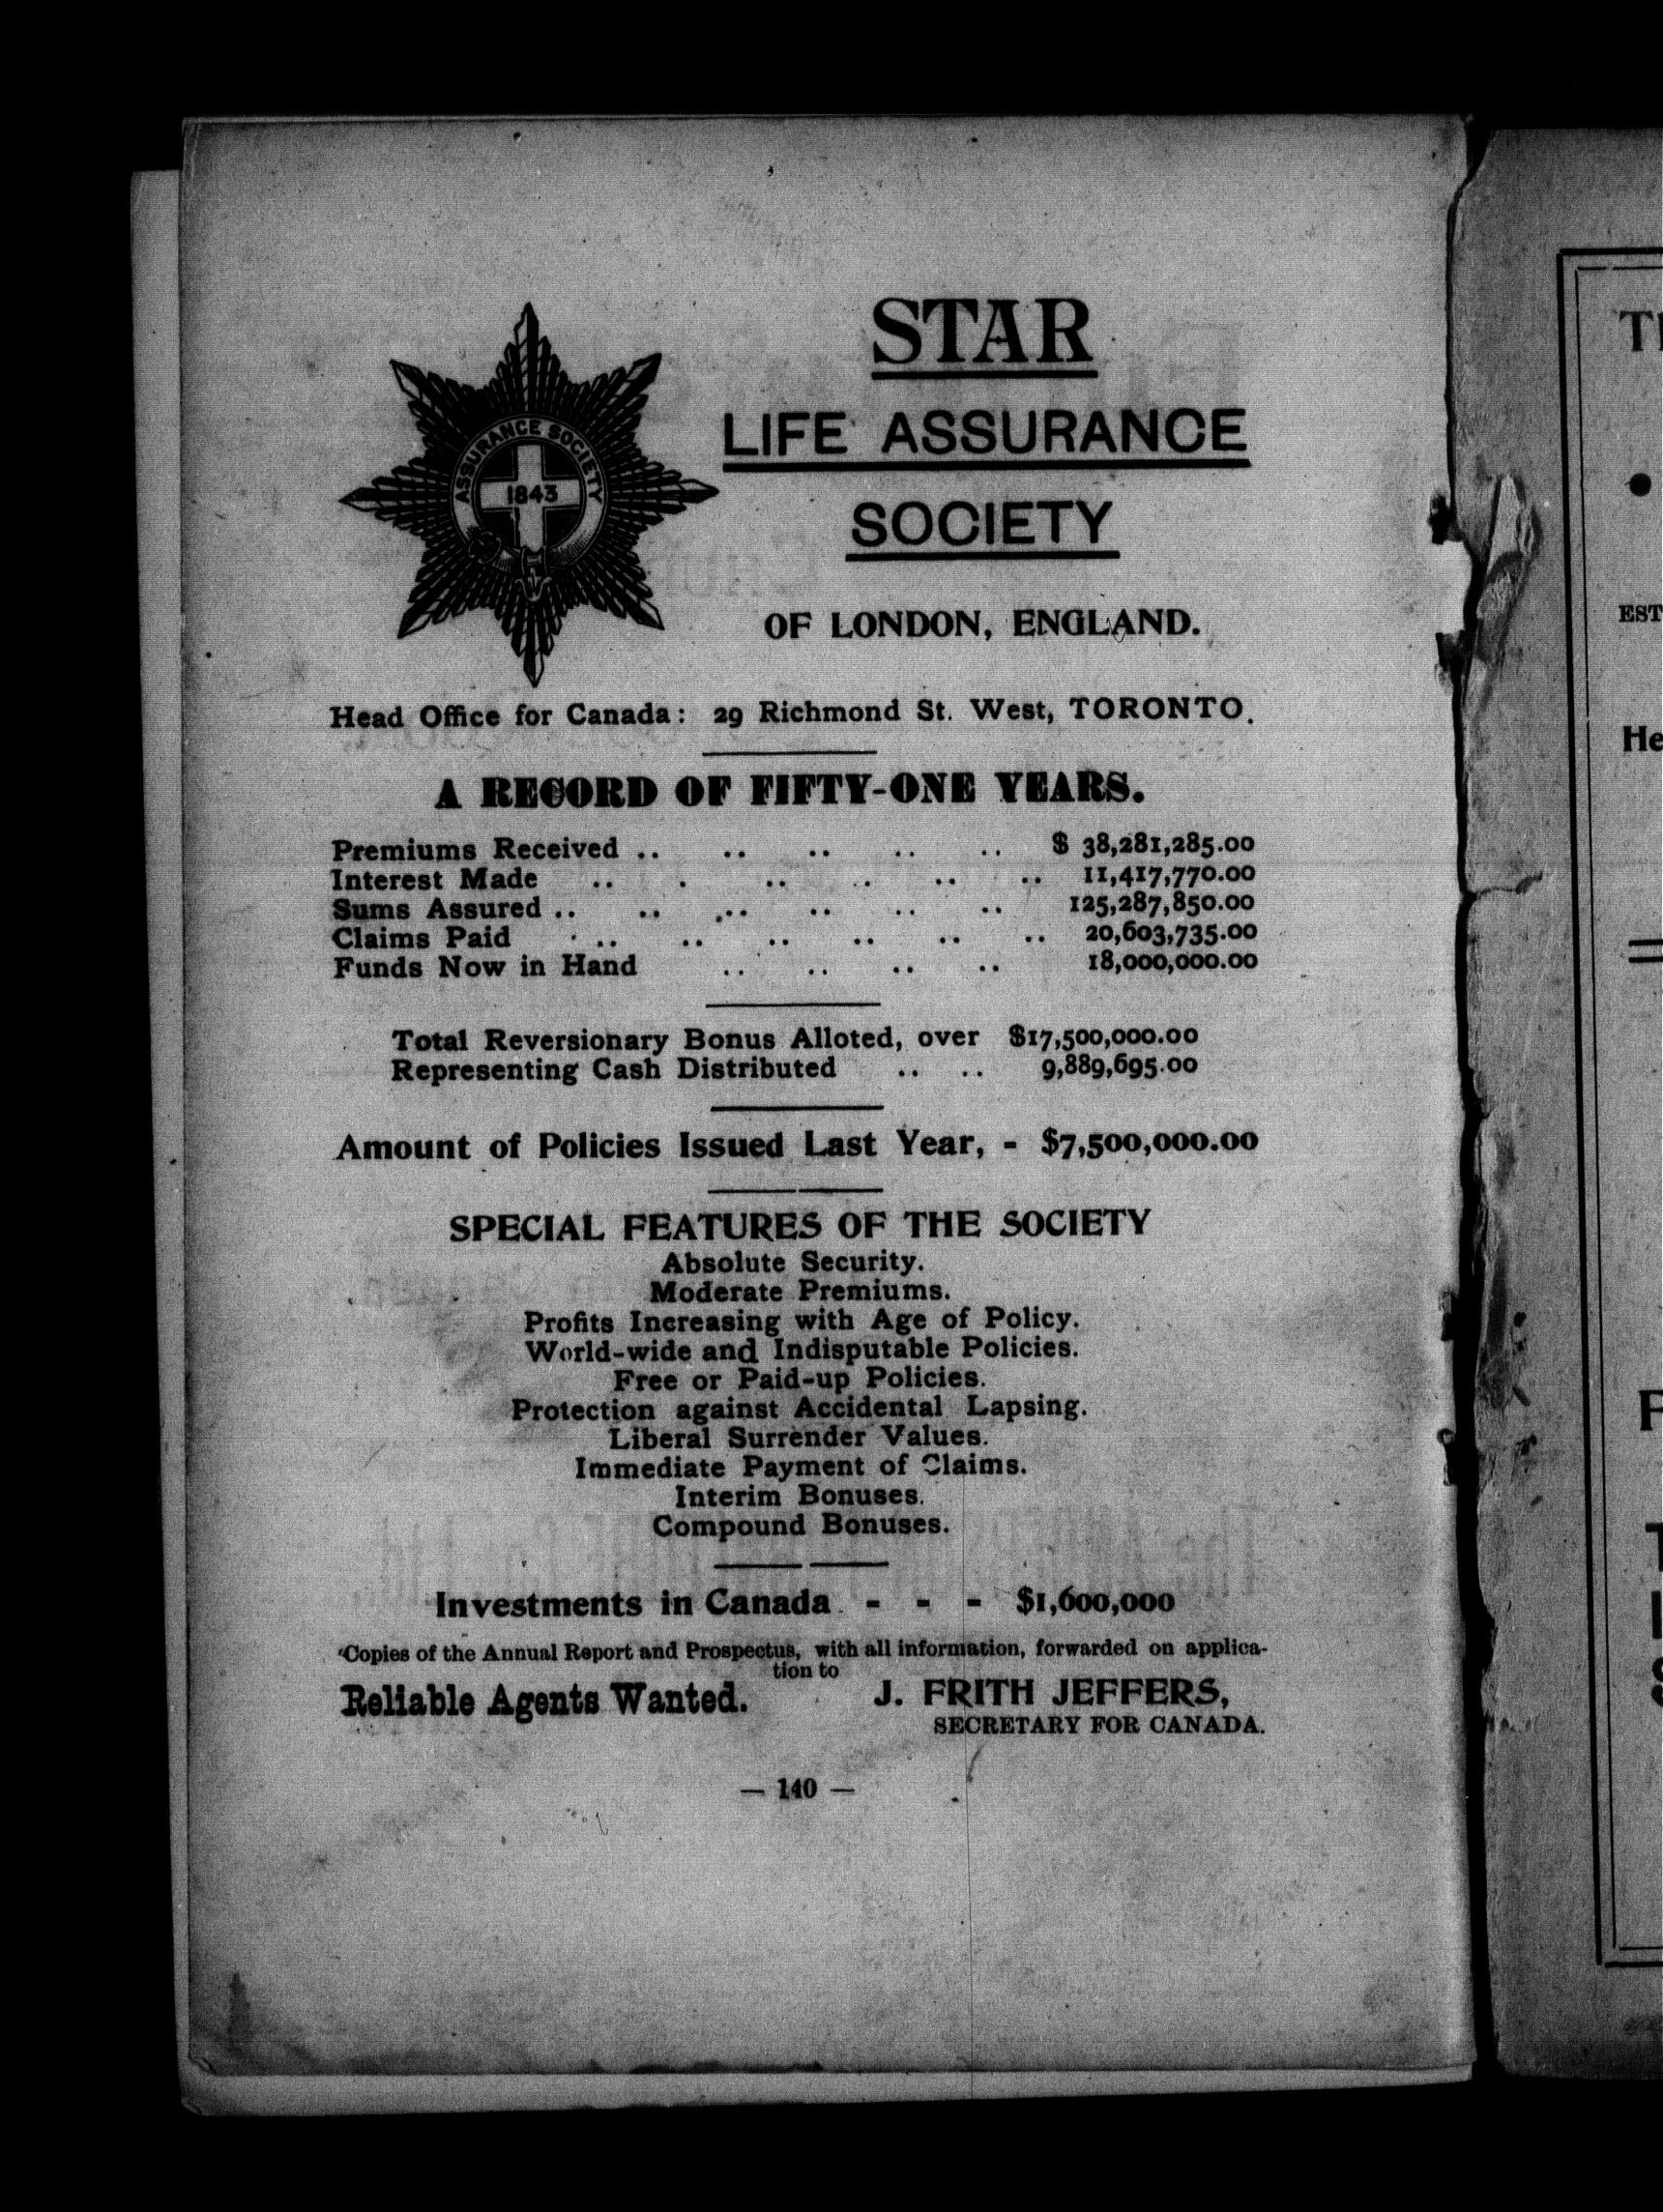 STAR
LIFE ASSURANCE
SOCIETY
OF LONDON, ENGLAND.
ASSURANCE SOCIETY
1843
Head Office for Canada: 29 Richmond St. West, TORONTO.
A RECORD OF FIFTY-ONE YEARS.
Premiums Received .. .. .. .. .. $ 38,281,285.00
Interest Made .. . .. . .. .. 11,417,770.00
Sums Assured .. .. .. .. .. .. 125,287,850.00
Claims Paid .. .. .. .. .. .. 20,603,735.00
Funds Now in Hand .. .. .. .. 18,000,000.00
Total Reversionary Bonus Alloted, over $17,500,000.00
Representing Cash Distributed .. .. 9,889,695.00
Amount of Policies Issued Last Year, - $7,500,000.00
SPECIAL FEATURES OF THE SOCIETY
Absolute Security.
Moderate Premiums.
Profits Increasing with Age of Policy.
World-wide and Indisputable Policies.
Free or Paid-up Policies.
Protection against Accidental Lapsing.
Liberal Surrender Values.
Immediate Payment of Claims.
Interim Bonuses.
Compound Bonuses.
Investments in Canada - - - $1,600,000
Copies of the Annual Report and Prospectus, with all information, forwarded on applica-
tion to
Reliable Agents Wanted. J. FRITH JEFFERS,
SECRETARY FOR CANADA.
— 140 —
EST
He